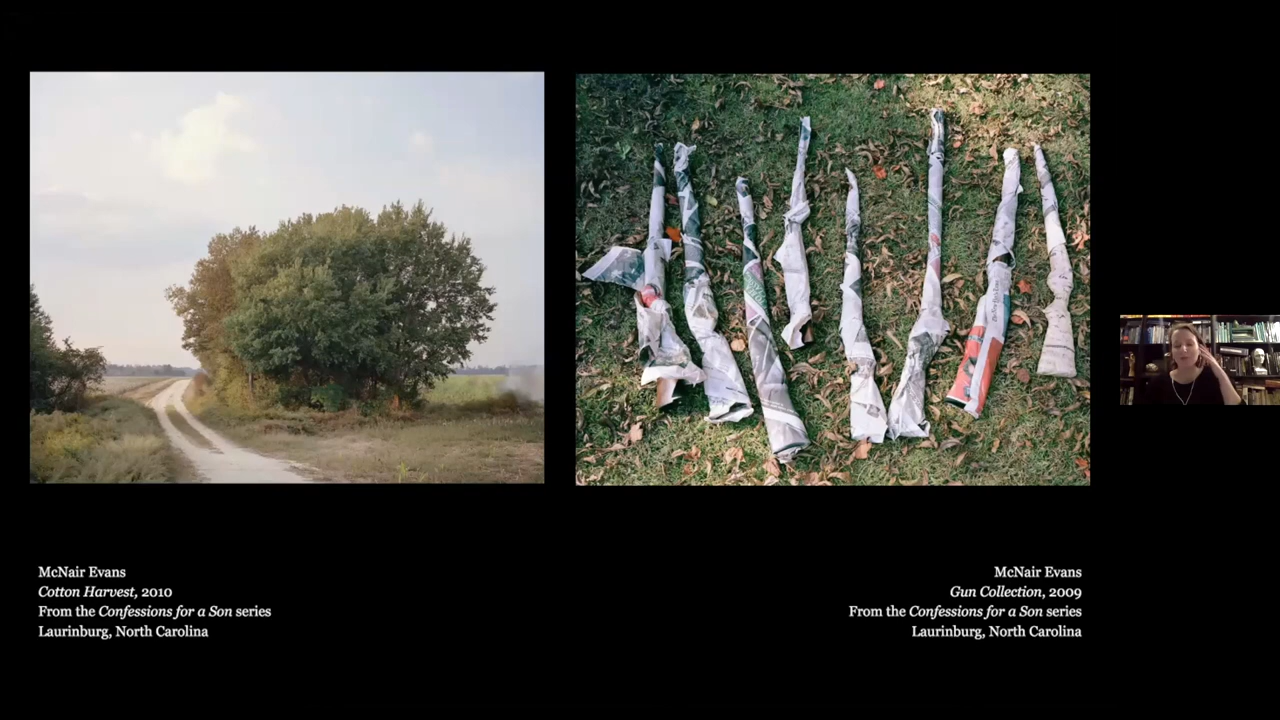 McNair Evans
Cotton Harvest, 2010
From the Confessions for a Son series
Laurinburg, North Carolina
McNair Evans
Gun Collection, 2009
From the Confessions for a Son series
Laurinburg, North Carolina